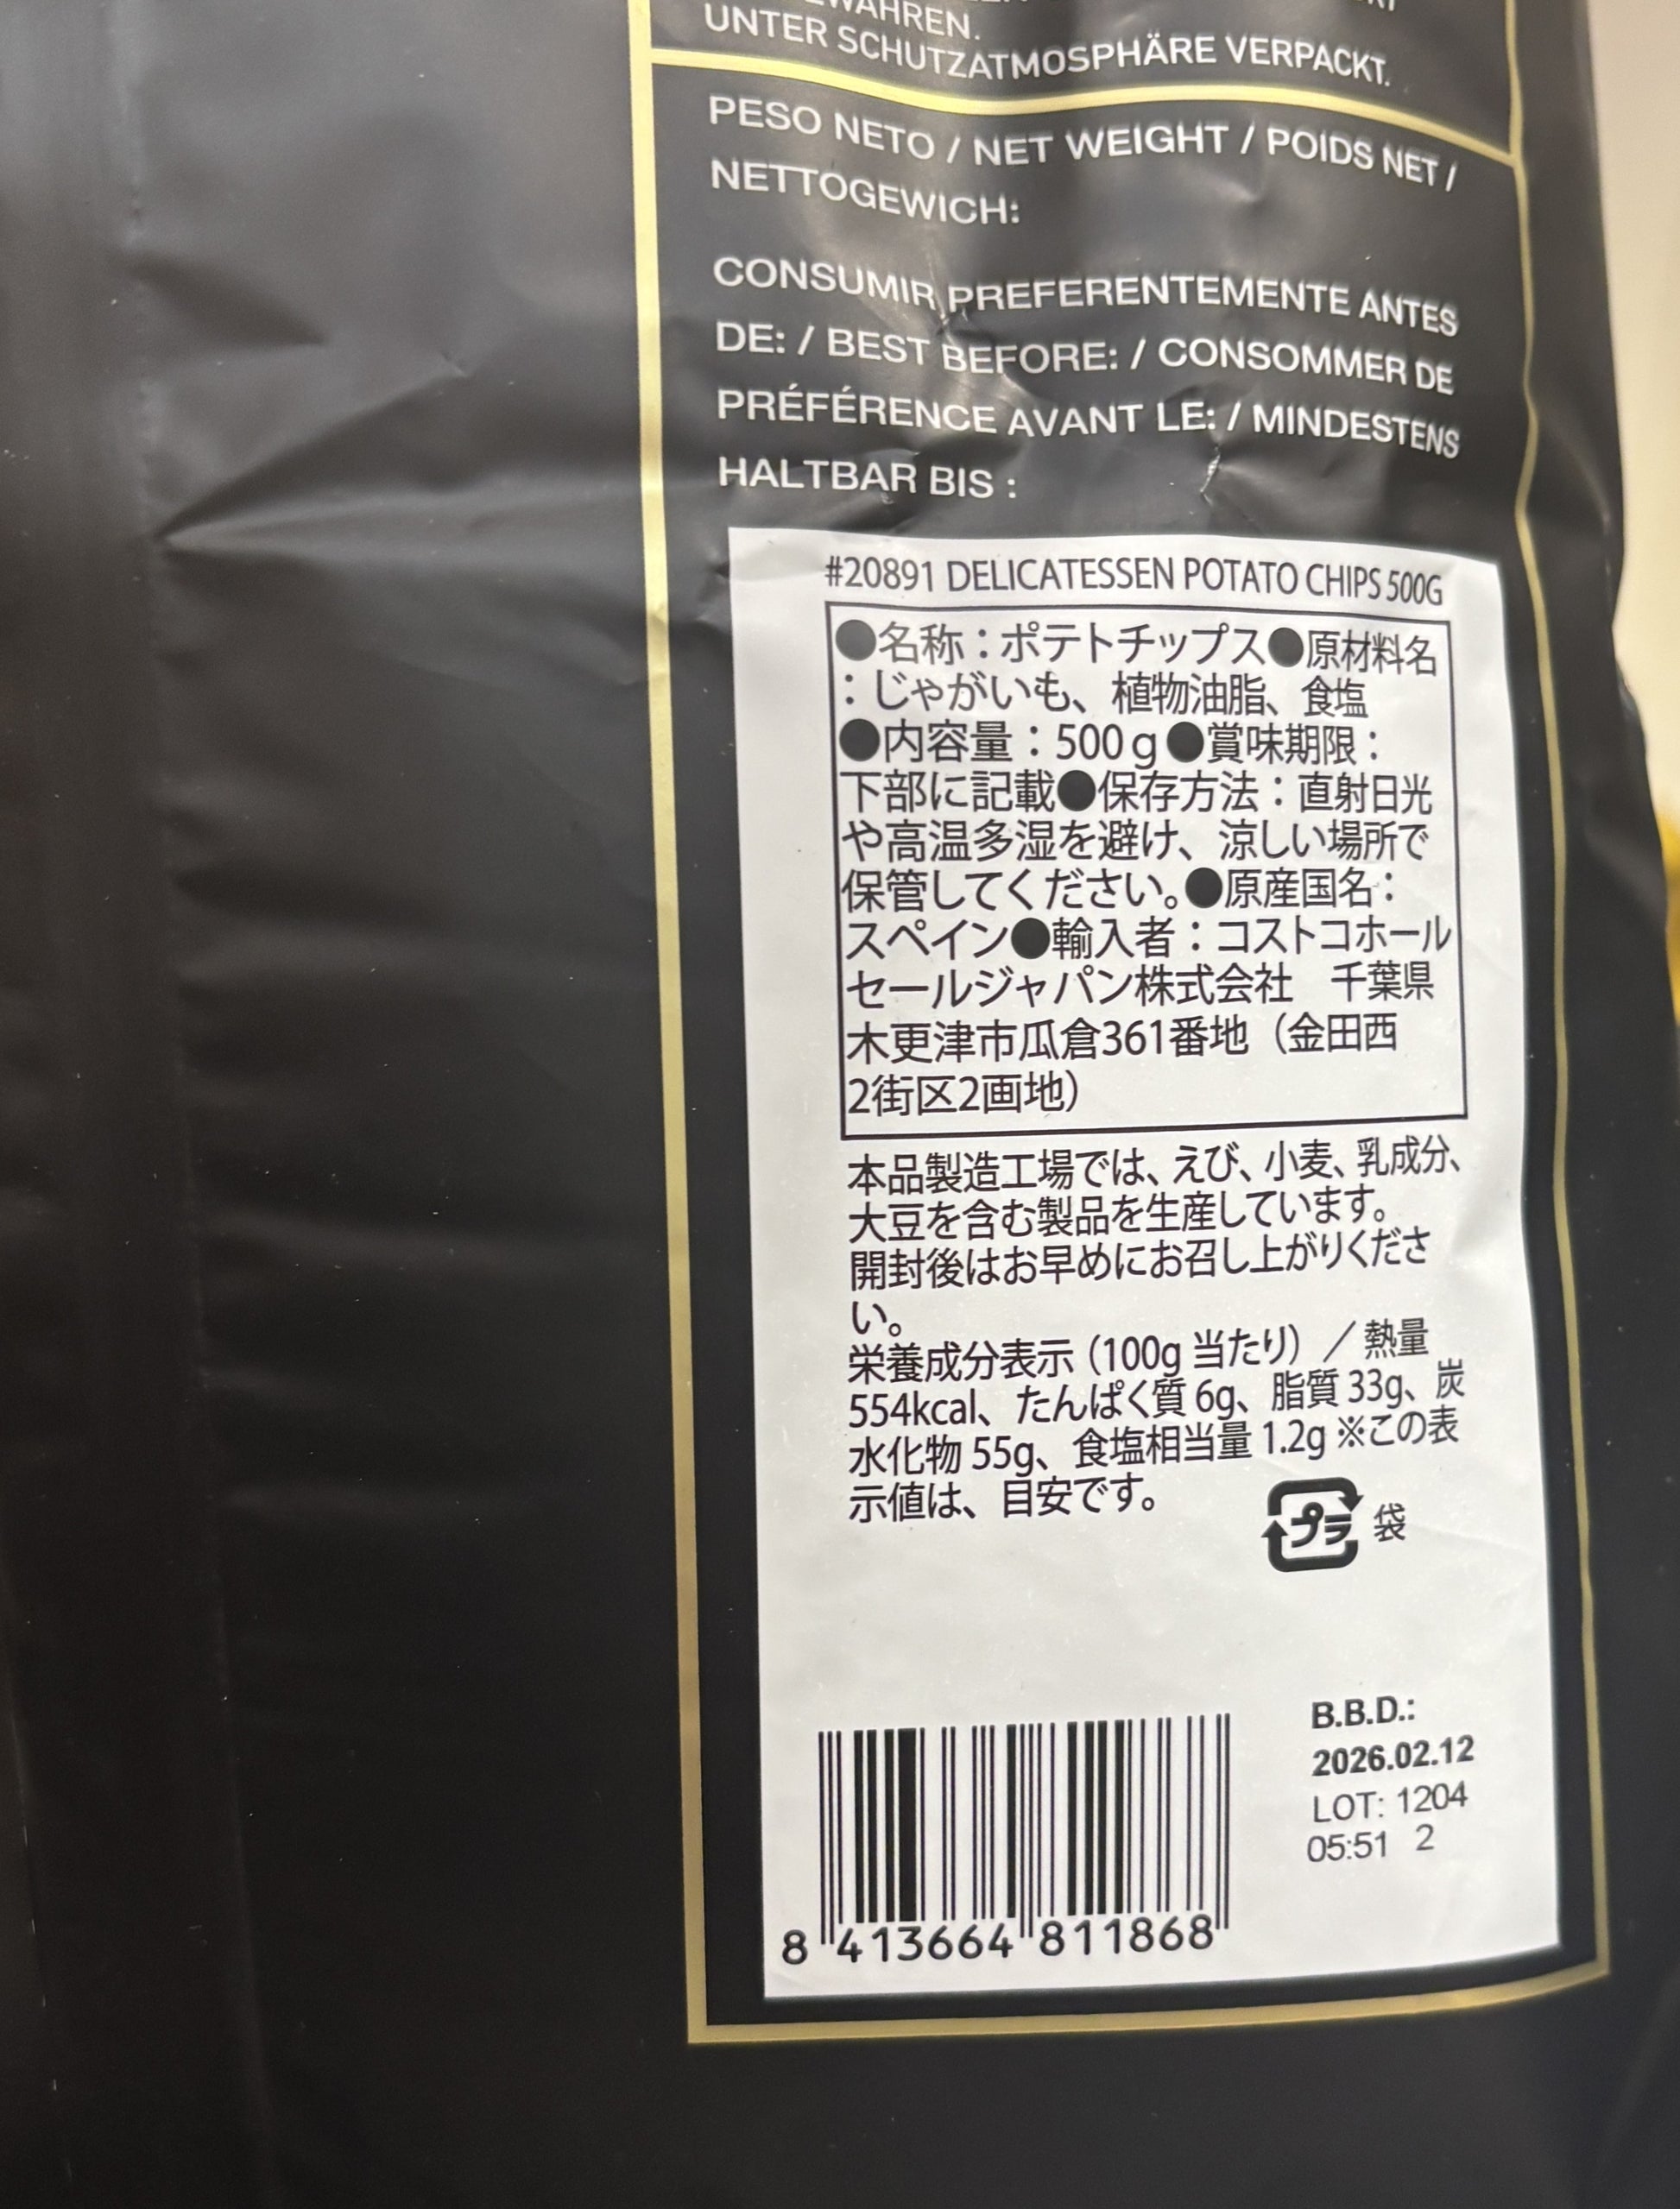 UNTER SCHUTZATMOSPHÄRE VERPACKT.
PESO NETO / NET WEIGHT / POIDS NET /
NETTOGEWICH:
CONSUMIR PREFERENTEMENTE ANTES
DE: / BEST BEFORE: / CONSOMMER DE
PRÉFÉRENCE AVANT LE: / MINDESTENS
HALTBAR BIS :
#20891 DELICATESSEN POTATO CHIPS 500G
●名称：ポテトチップス●原材料名
：じゃがいも、植物油脂、食塩
●内容量：500ｇ●賞味期限：
下部に記載●保存方法：直射日光
や高温多湿を避け、涼しい場所で
保管してください。●原産国名：
スペイン●輸入者：コストコホール
セールジャパン株式会社　千葉県
木更津市瓜倉361番地（金田西
2街区2画地）
本品製造工場では、えび、小麦、乳成分、
大豆を含む製品を生産しています。
開封後はお早めにお召し上がりくださ
い。
栄養成分表示（100g 当たり）／熱量
554kcal、たんぱく質 6g、脂質 33g、炭
水化物 55g、食塩相当量 1.2g ※この表
示値は、目安です。
プラ 袋
B.B.D.:
2026.02.12
LOT: 1204
05:51 2
8 413664 811868